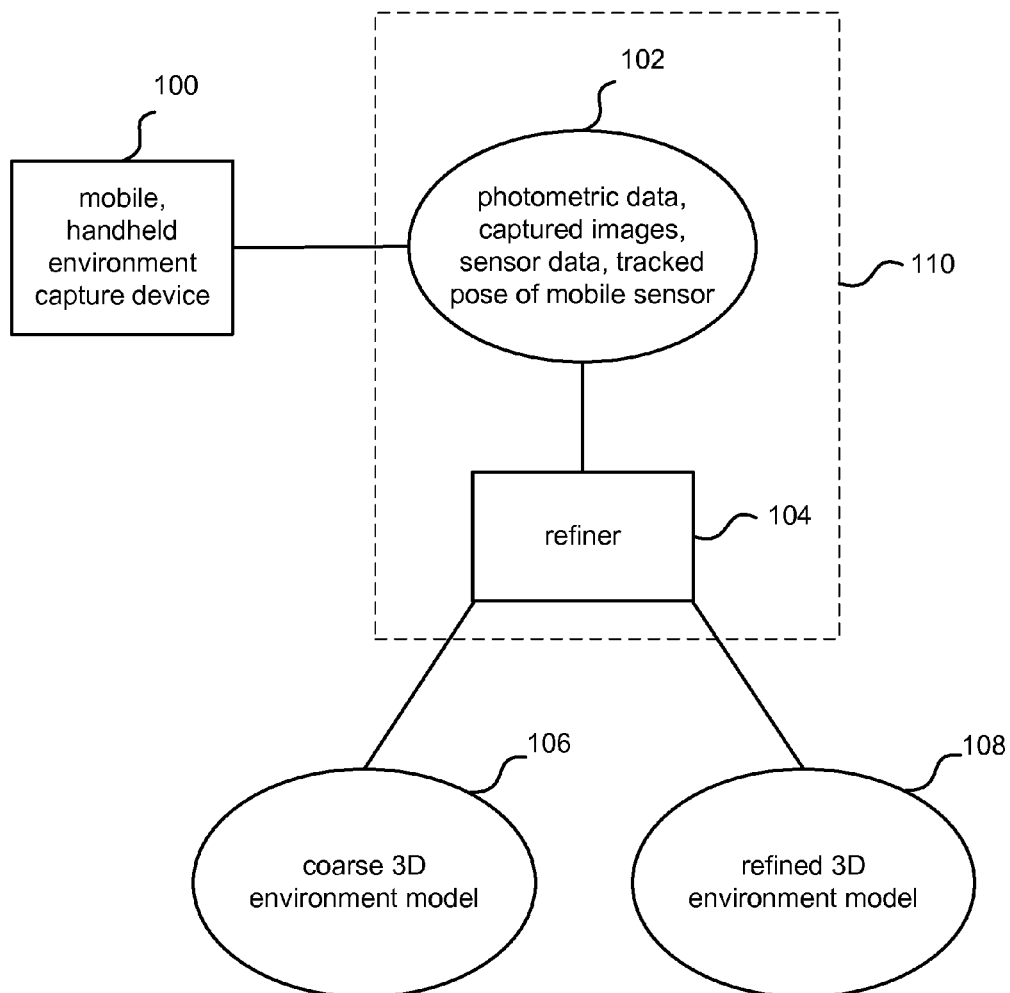 100
102
mobile,
handheld
environment
capture device
photometric data,
captured images,
sensor data, tracked
pose of mobile sensor
110
refiner
104
106
108
coarse 3D
environment model
refined 3D
environment model